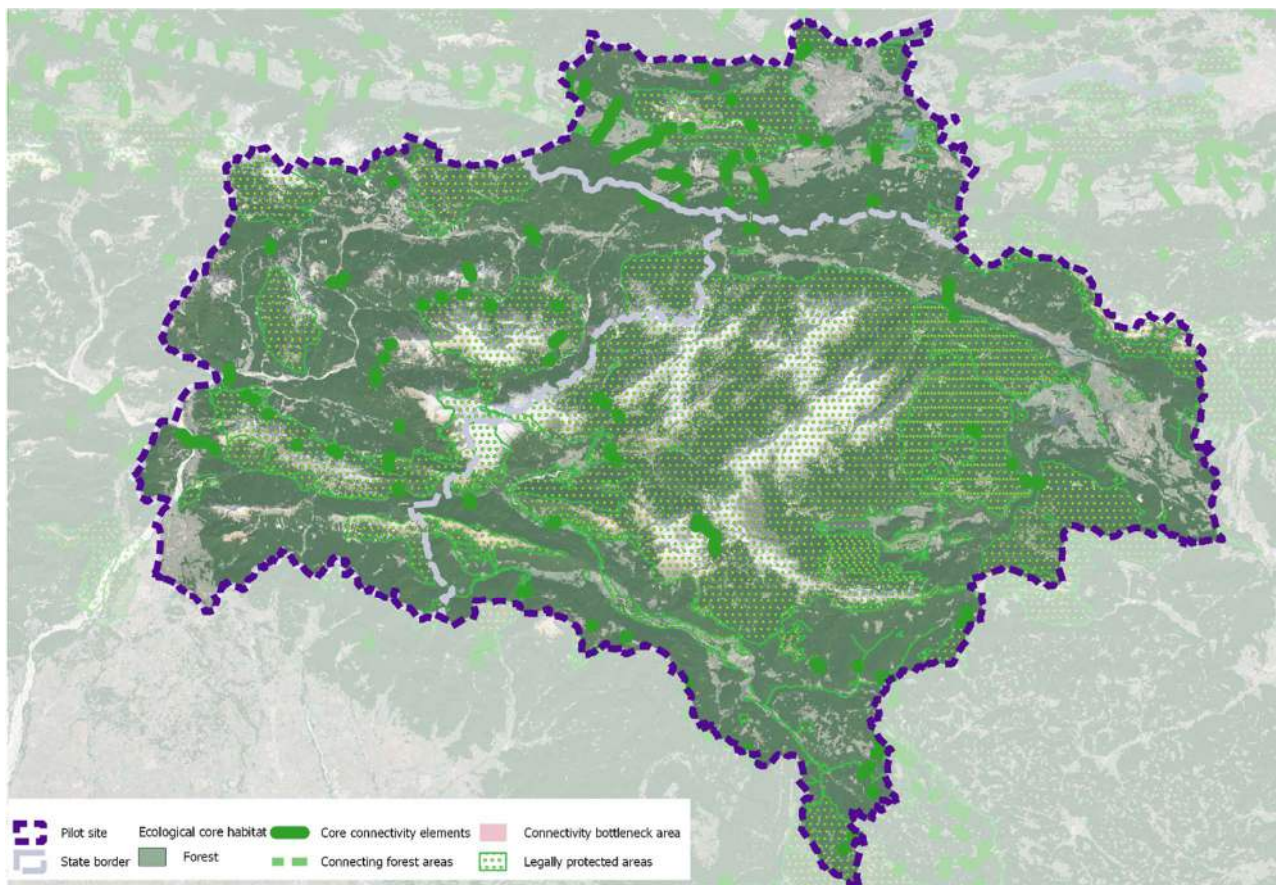 Pilot site
Ecological core habitat
Core connectivity elements
Connectivity bottleneck area
State border
Forest
Connecting forest areas
Legally protected areas